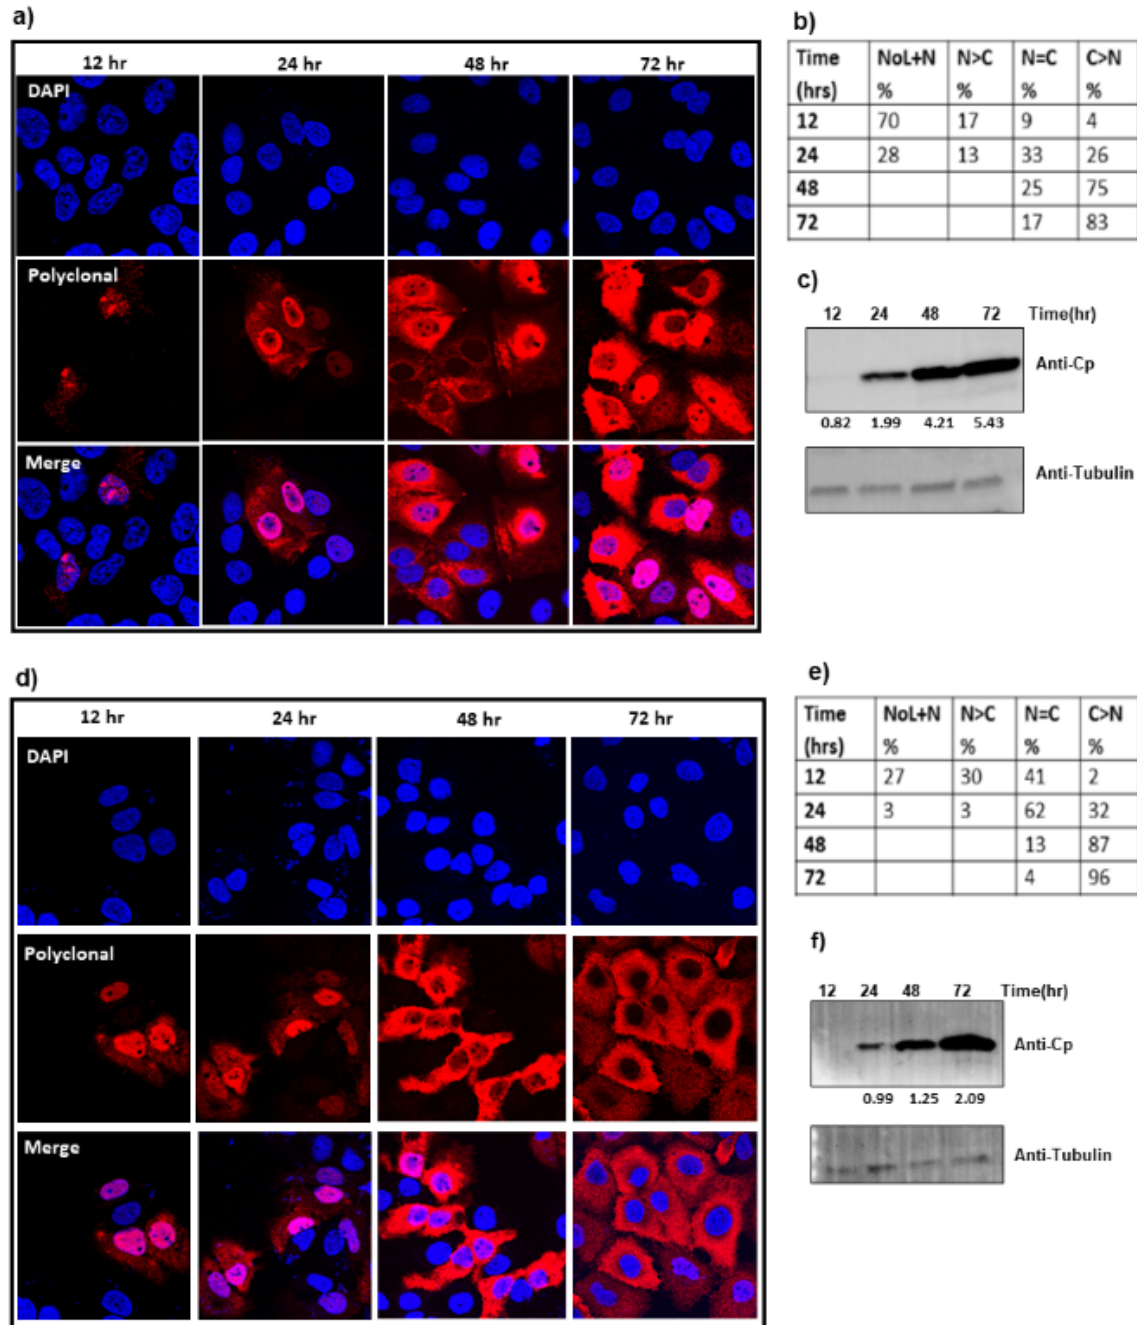 a)
12 hr 24 hr 48 hr 72 hr
DAPI
Polyclonal
Merge
b)
Time (hrs) NoL+N % N>C % N=C % C>N %
12 70 17 9 4
24 28 13 33 26
48 25 75
72 17 83
c)
12 24 48 72 Time(hr)
Anti-Cp
0.82 1.99 4.21 5.43
Anti-Tubulin
d)
12 hr 24 hr 48 hr 72 hr
DAPI
Polyclonal
Merge
e)
Time (hrs) NoL+N % N>C % N=C % C>N %
12 27 30 41 2
24 3 3 62 32
48 13 87
72 4 96
f)
12 24 48 72 Time(hr)
Anti-Cp
0.99 1.25 2.09
Anti-Tubulin